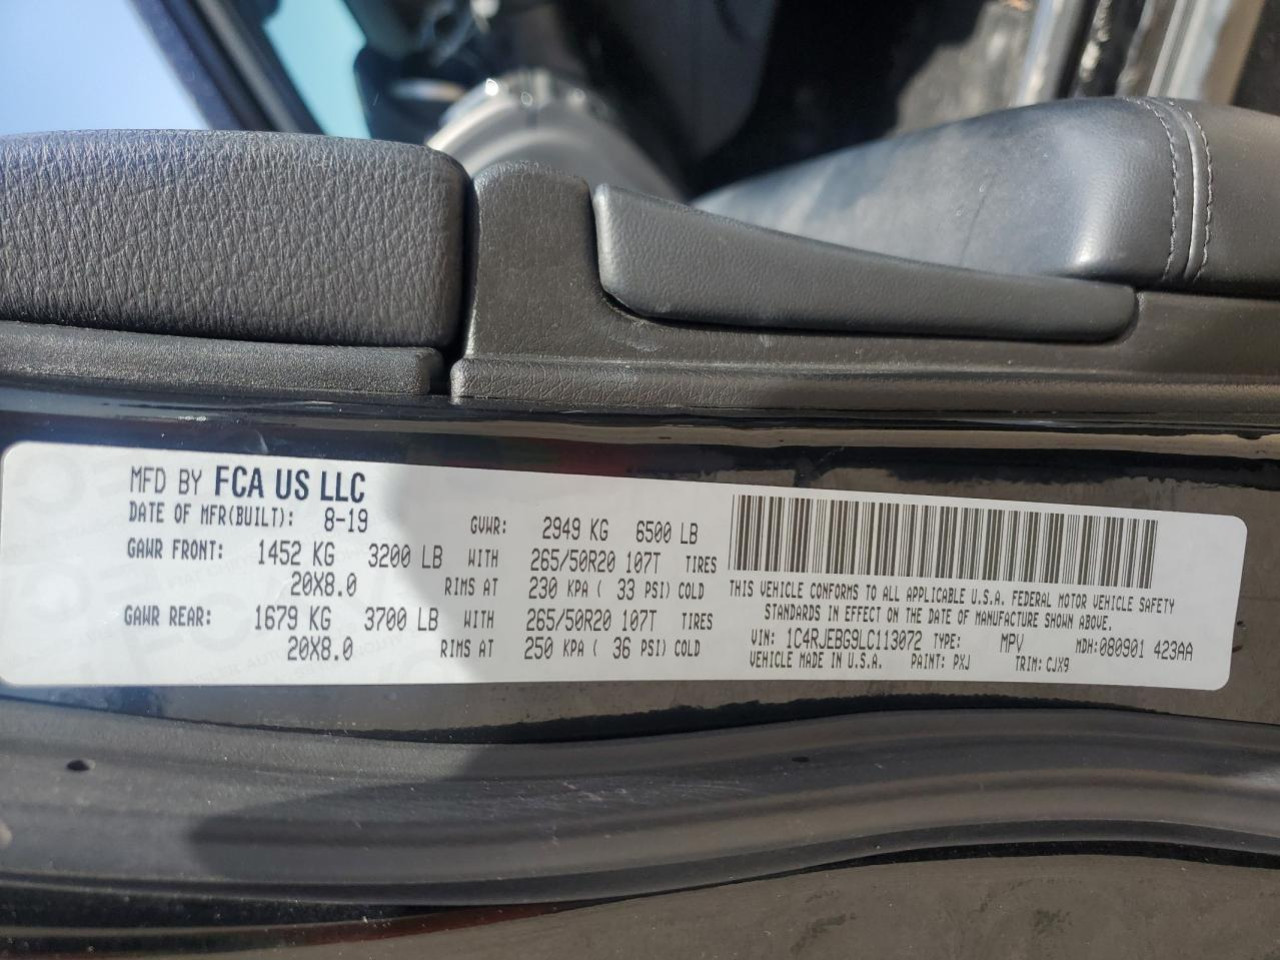 MFD BY FCA US LLC
DATE OF MFR(BUILT): 8-19 GVWR: 2949 KG 6500 LB
GAWR FRONT: 1452 KG 3200 LB WITH 265/50R20 107T TIRES
20X8.0 RIMS AT 230 KPA ( 33 PSI) COLD
GAWR REAR: 1679 KG 3700 LB WITH 265/50R20 107T TIRES
20X8.0 RIMS AT 250 KPA ( 36 PSI) COLD
THIS VEHICLE CONFORMS TO ALL APPLICABLE U.S.A. FEDERAL MOTOR VEHICLE SAFETY
STANDARDS IN EFFECT ON THE DATE OF MANUFACTURE SHOWN ABOVE.
VIN: 1C4RJEBG9LC113072 TYPE: MPV MDH:080901 423AA
VEHICLE MADE IN U.S.A. PAINT: PXJ TRIM: CJX9